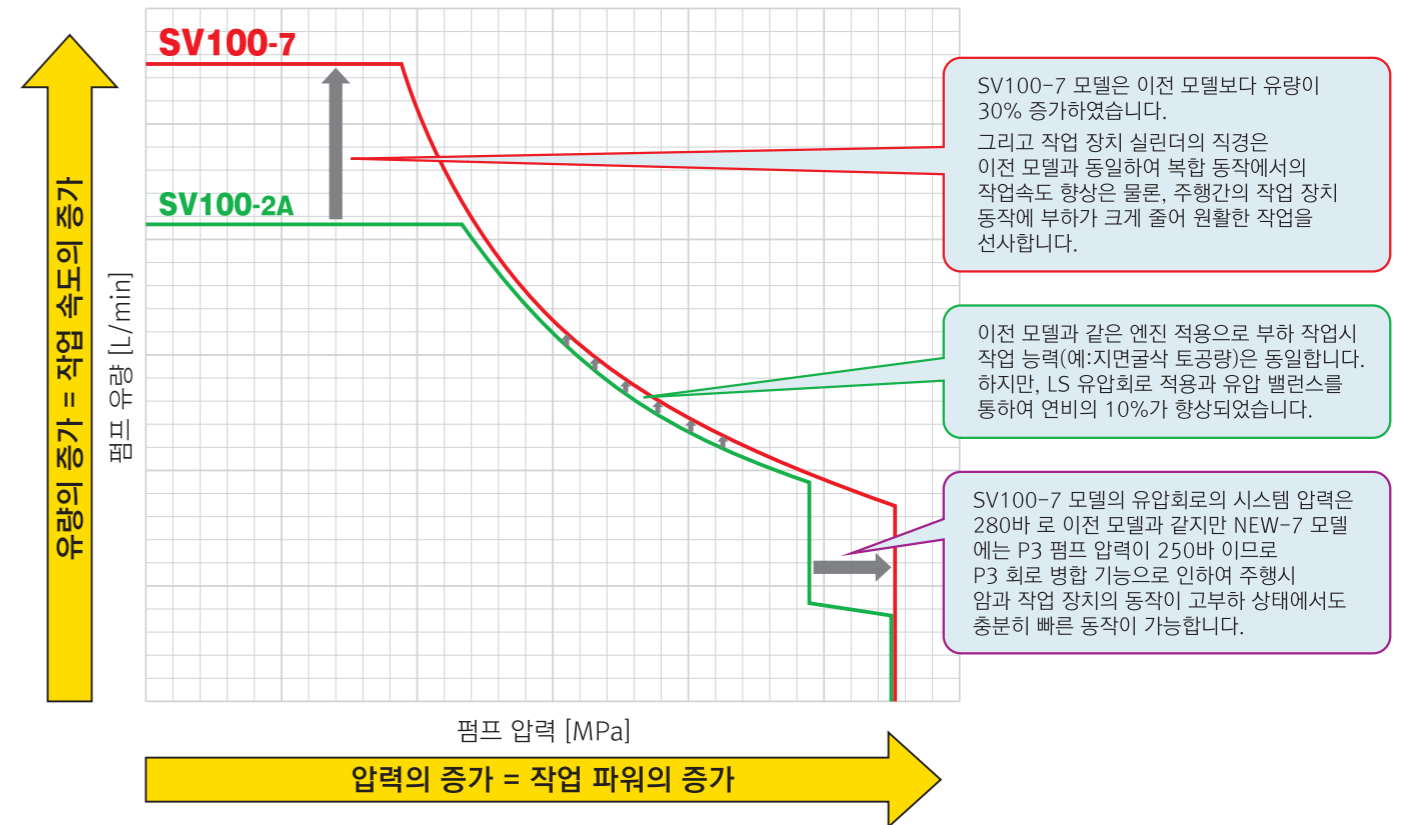 SV100-7
SV100-2A
유량의 증가 = 작업 속도의 증가
펌프 유량 [L/min]
SV100-7 모델은 이전 모델보다 유량이
30% 증가하였습니다.
그리고 작업 장치 실린더의 직경은
이전 모델과 동일하여 복합 동작에서의
작업속도 향상은 물론, 주행간의 작업 장치
동작에 부하가 크게 줄어 원활한 작업을
선사합니다.
이전 모델과 같은 엔진 적용으로 부하 작업시
작업 능력(예:지면굴삭 토공량)은 동일합니다.
하지만, LS 유압회로 적용과 유압 밸런스를
통하여 연비의 10%가 향상되었습니다.
SV100-7 모델의 유압회로의 시스템 압력은
280바 로 이전 모델과 같지만 NEW-7 모델
에는 P3 펌프 압력이 250바 이므로
P3 회로 병합 기능으로 인하여 주행시
암과 작업 장치의 동작이 고부하 상태에서도
충분히 빠른 동작이 가능합니다.
펌프 압력 [MPa]
압력의 증가 = 작업 파워의 증가